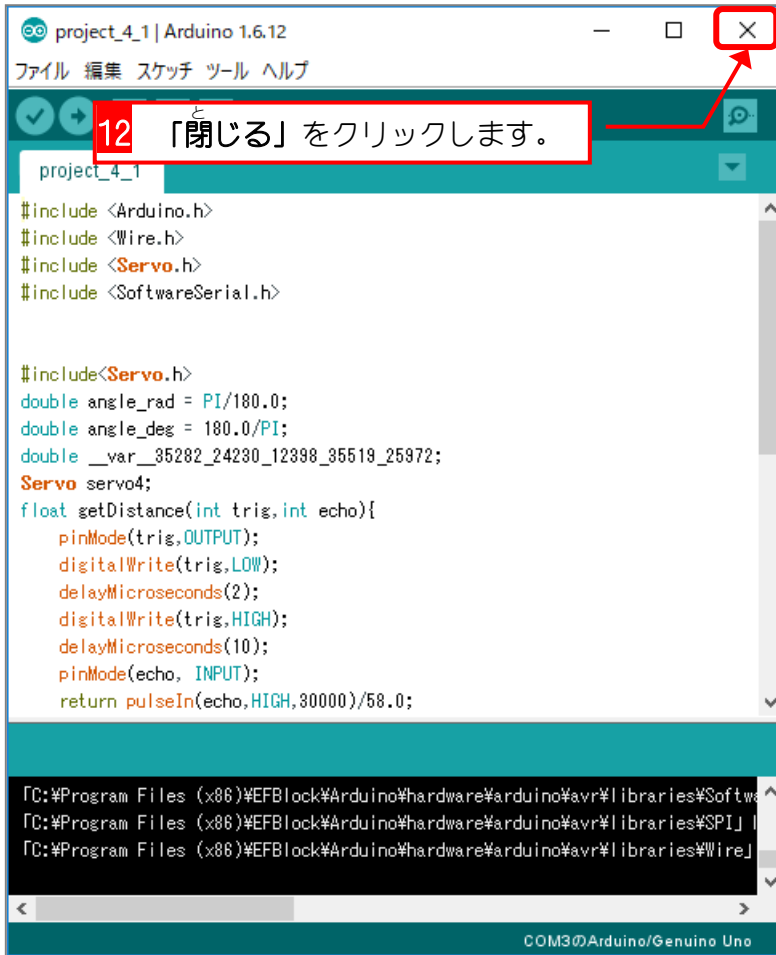 project_4_1 | Arduino 1.6.12
ファイル 編集 スケッチ ツール ヘルプ
と
12 「閉じる」をクリックします。
project_4_1
#include <Arduino.h>
#include <Wire.h>
#include <Servo.h>
#include <SoftwareSerial.h>
#include<Servo.h>
double angle_rad = PI/180.0;
double angle_deg = 180.0/PI;
double __var__35282_24230_12398_35519_25972;
Servo servo4;
float getDistance(int trig,int echo){
pinMode(trig,OUTPUT);
digitalWrite(trig,LOW);
delayMicroseconds(2);
digitalWrite(trig,HIGH);
delayMicroseconds(10);
pinMode(echo, INPUT);
return pulseIn(echo,HIGH,30000)/58.0;
「C:¥Program Files (x86)¥EFBlock¥Arduino¥hardware¥arduino¥avr¥libraries¥Softwa
「C:¥Program Files (x86)¥EFBlock¥Arduino¥hardware¥arduino¥avr¥libraries¥SPI」
「C:¥Program Files (x86)¥EFBlock¥Arduino¥hardware¥arduino¥avr¥libraries¥Wire」
COM3のArduino/Genuino Uno